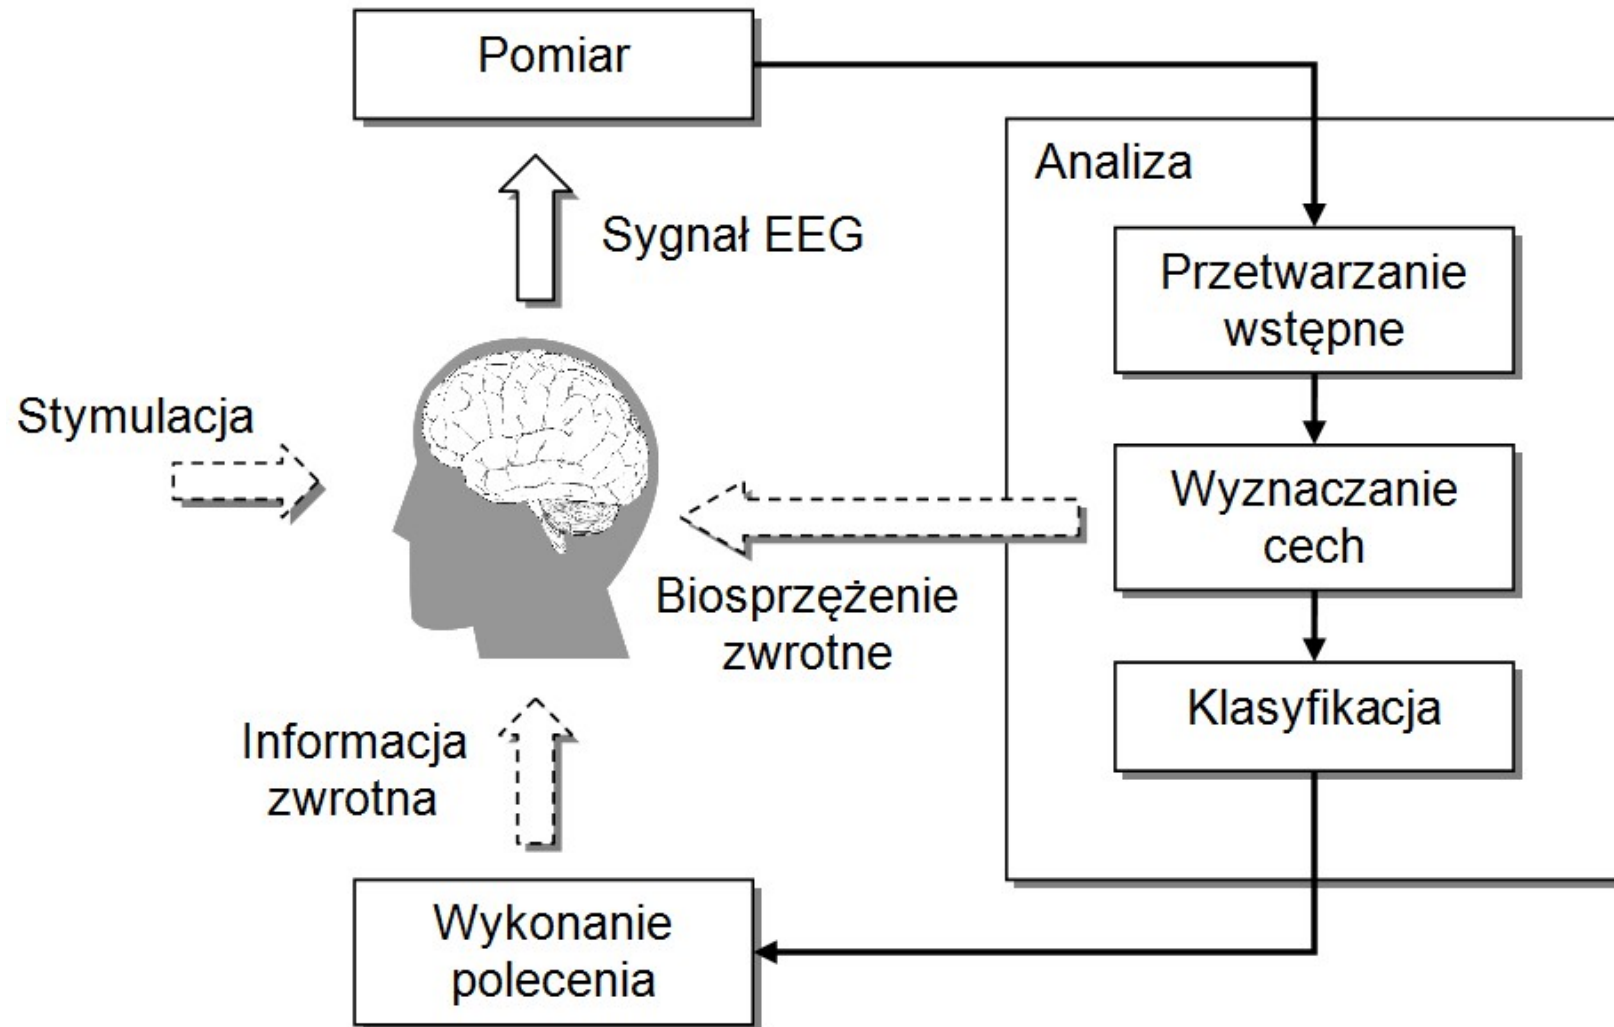 Pomiar
Analiza
Sygnał EEG
Przetwarzanie
wstępne
Stymulacja
Wyznaczanie
cech
Biosprzężenie
zwrotne
Klasyfikacja
Informacja
zwrotna
Wykonanie
polecenia